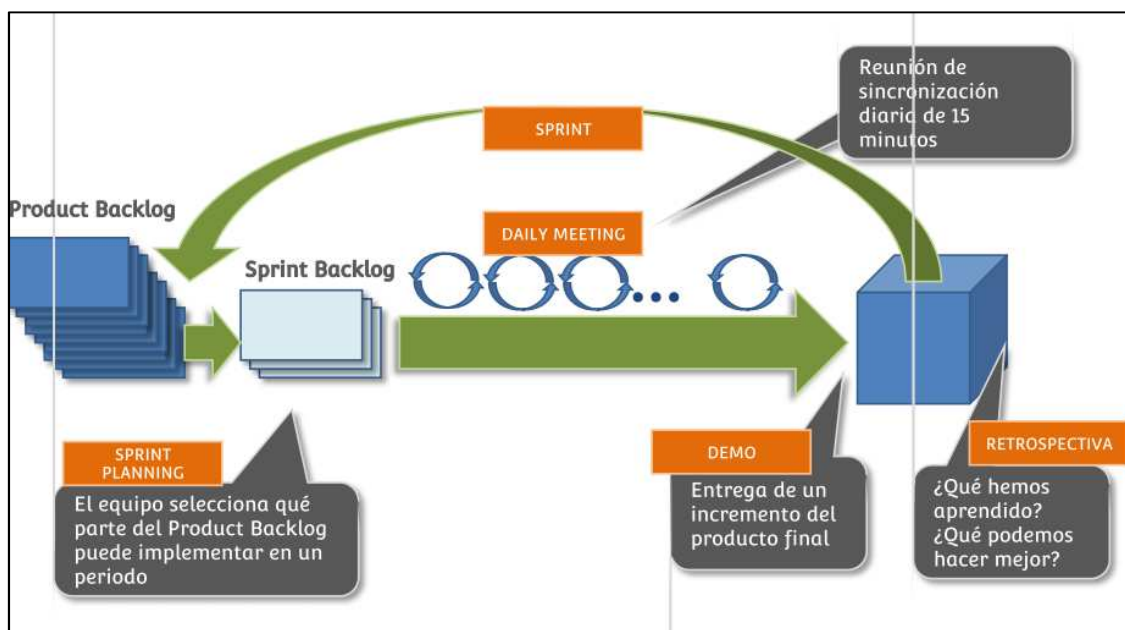 Reunión de
sincronización
diaria de 15
minutos
SPRINT
Product Backlog
DAILY MEETING
Sprint Backlog
SPRINT
PLANNING
El equipo selecciona qué
parte del Product Backlog
puede implementar en un
periodo
DEMO
Entrega de un
incremento del
producto final
RETROSPECTIVA
¿Qué hemos
aprendido?
¿Qué podemos
hacer mejor?